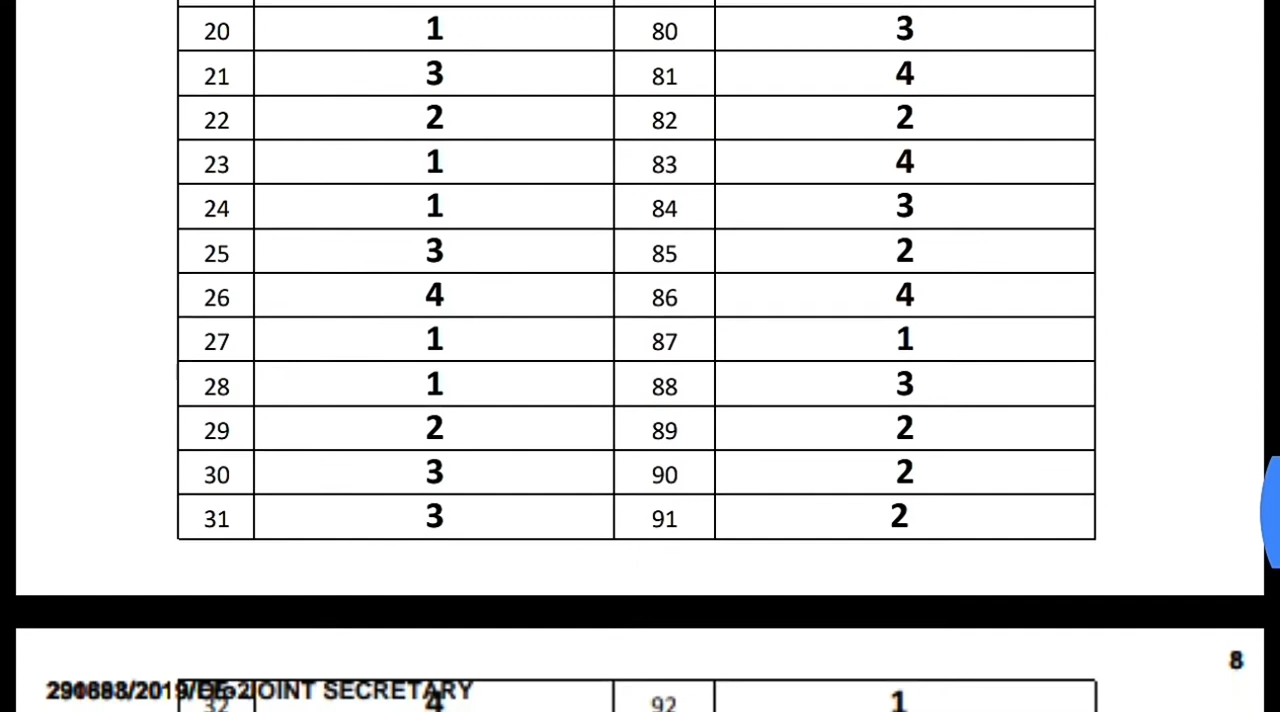 20 1 80 3
21 3 81 4
22 2 82 2
23 1 83 4
24 1 84 3
25 3 85 2
26 4 86 4
27 1 87 1
28 1 88 3
29 2 89 2
30 3 90 2
31 3 91 2
8
JOINT SECRETARY
32 4 92 1